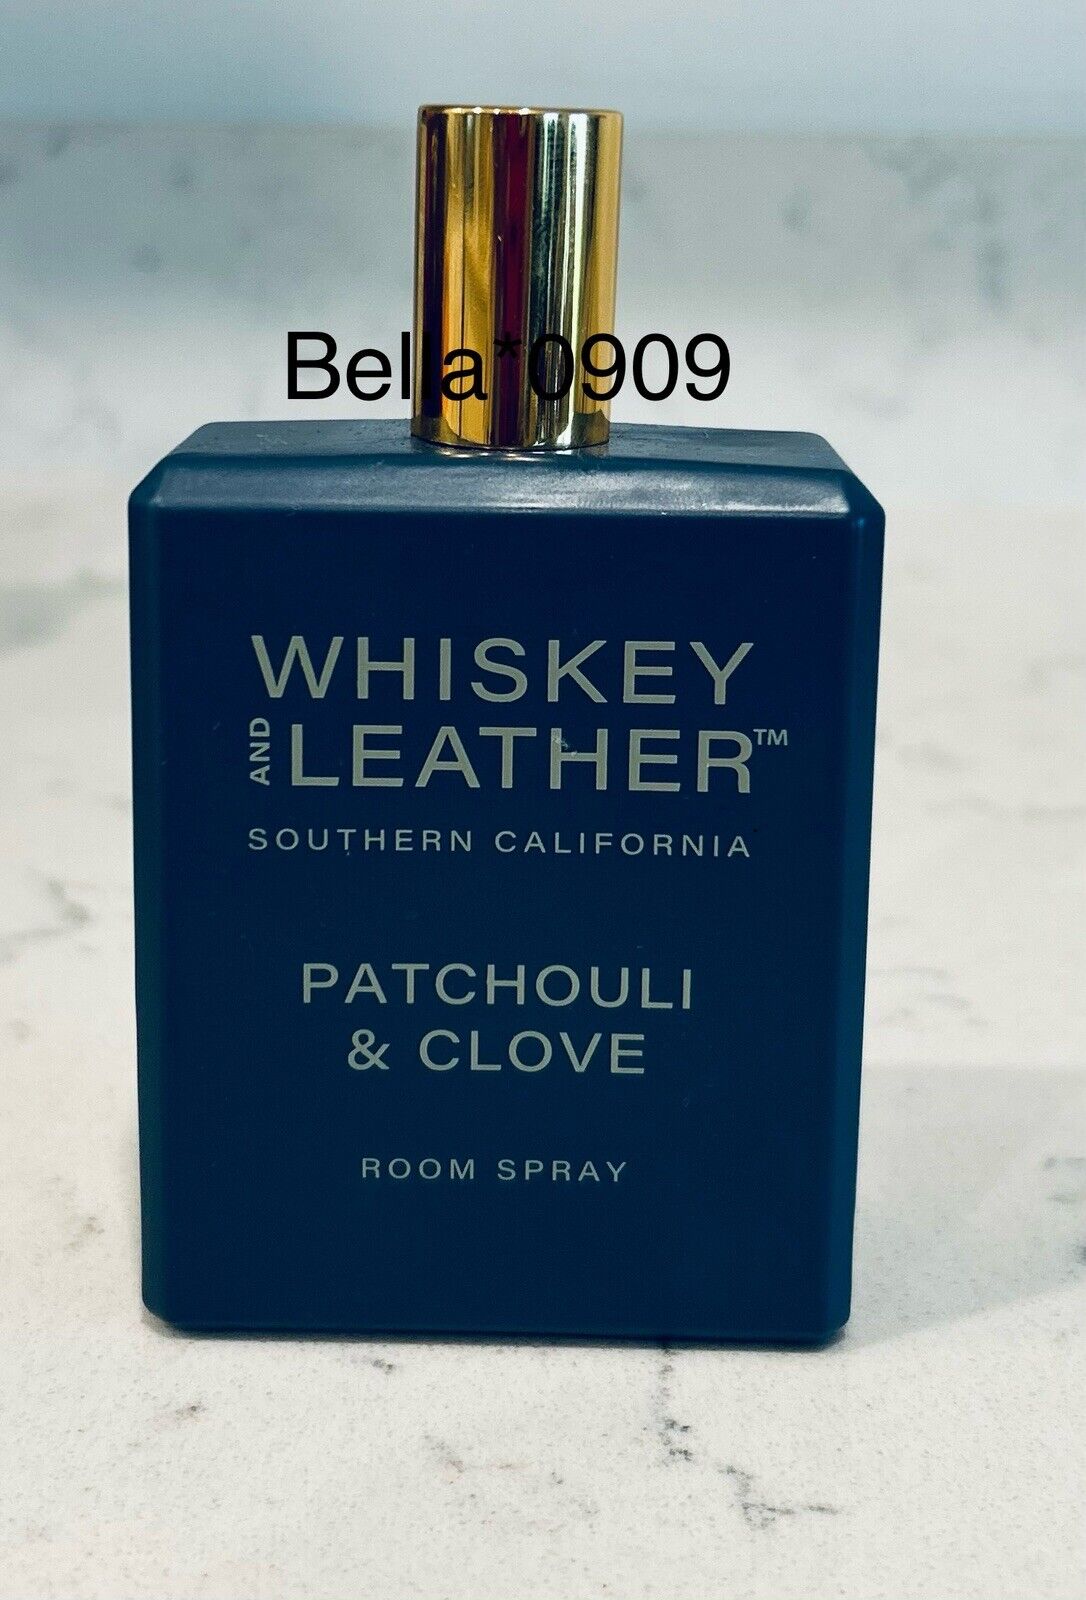 Bella*0909
WHISKEY
AND LEATHER™
SOUTHERN CALIFORNIA
PATCHOULI
& CLOVE
ROOM SPRAY